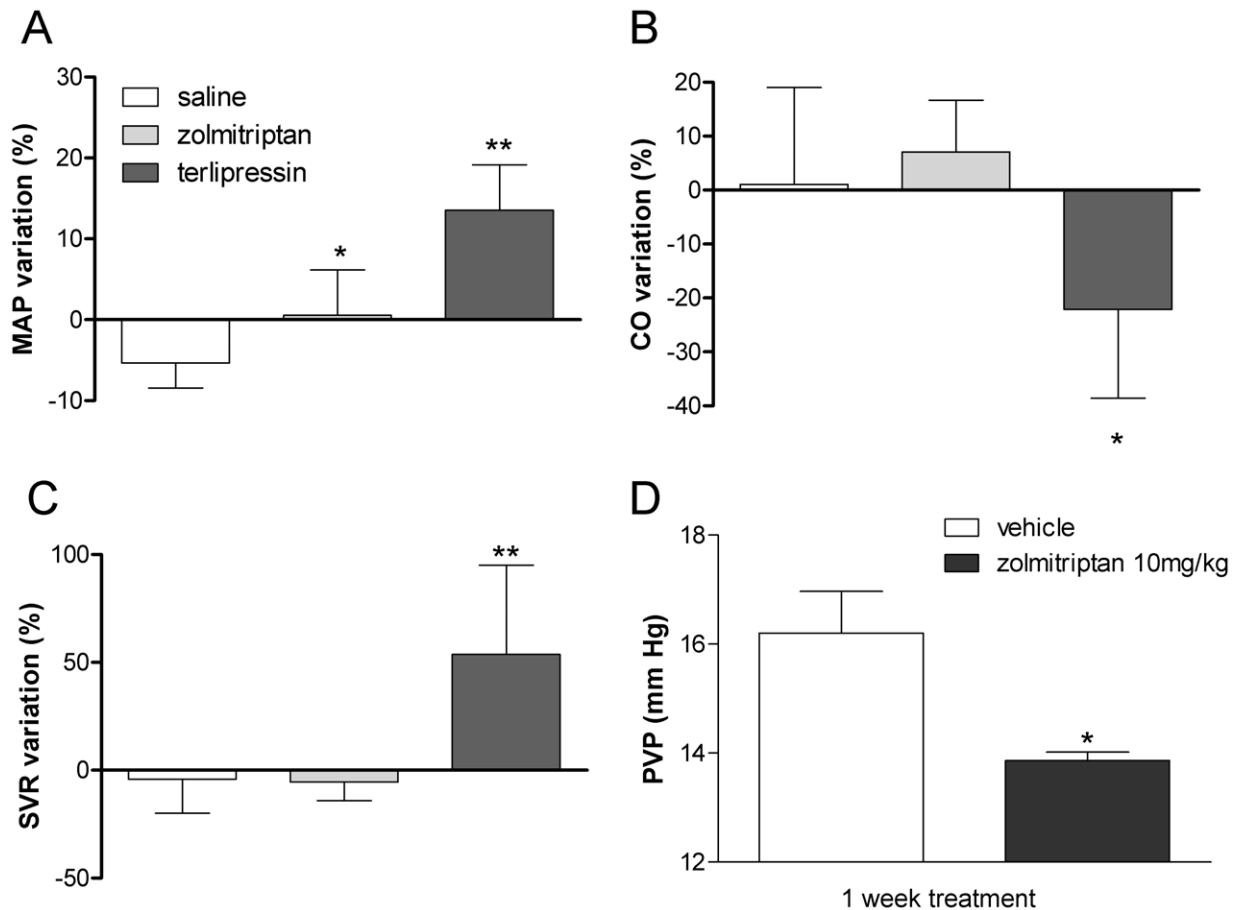 A
MAP variation (%)
30
20
10
0
-10
saline
zolmitriptan
terlipressin
*
**
B
CO variation (%)
20
10
0
-10
-20
-30
-40
*
C
SVR variation (%)
100
50
0
-50
**
D
PVP (mm Hg)
18
16
14
12
vehicle
zolmitriptan 10mg/kg
*
1 week treatment